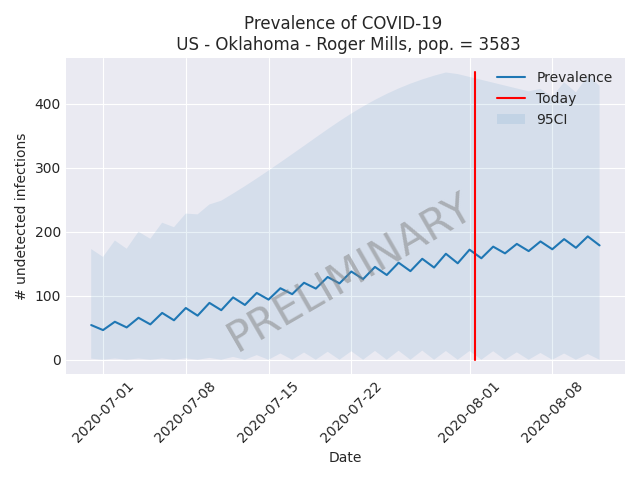 Prevalence of COVID-19
US - Oklahoma - Roger Mills, pop. = 3583
# undetected infections
400
300
200
100
0
Prevalence
Today
95CI
PRELIMINARY
2020-07-01
2020-07-08
2020-07-15
2020-07-22
2020-08-01
2020-08-08
Date